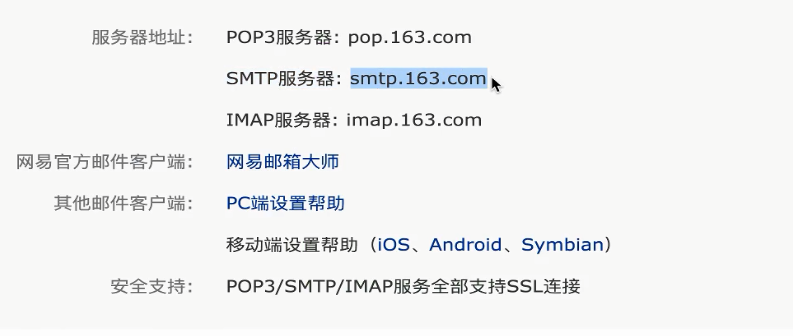 服务器地址： POP3服务器: pop.163.com
SMTP服务器: smtp.163.com
IMAP服务器: imap.163.com
网易官方邮件客户端： 网易邮箱大师
其他邮件客户端： PC端设置帮助
移动端设置帮助（iOS、Android、Symbian）
安全支持： POP3/SMTP/IMAP服务全部支持SSL连接